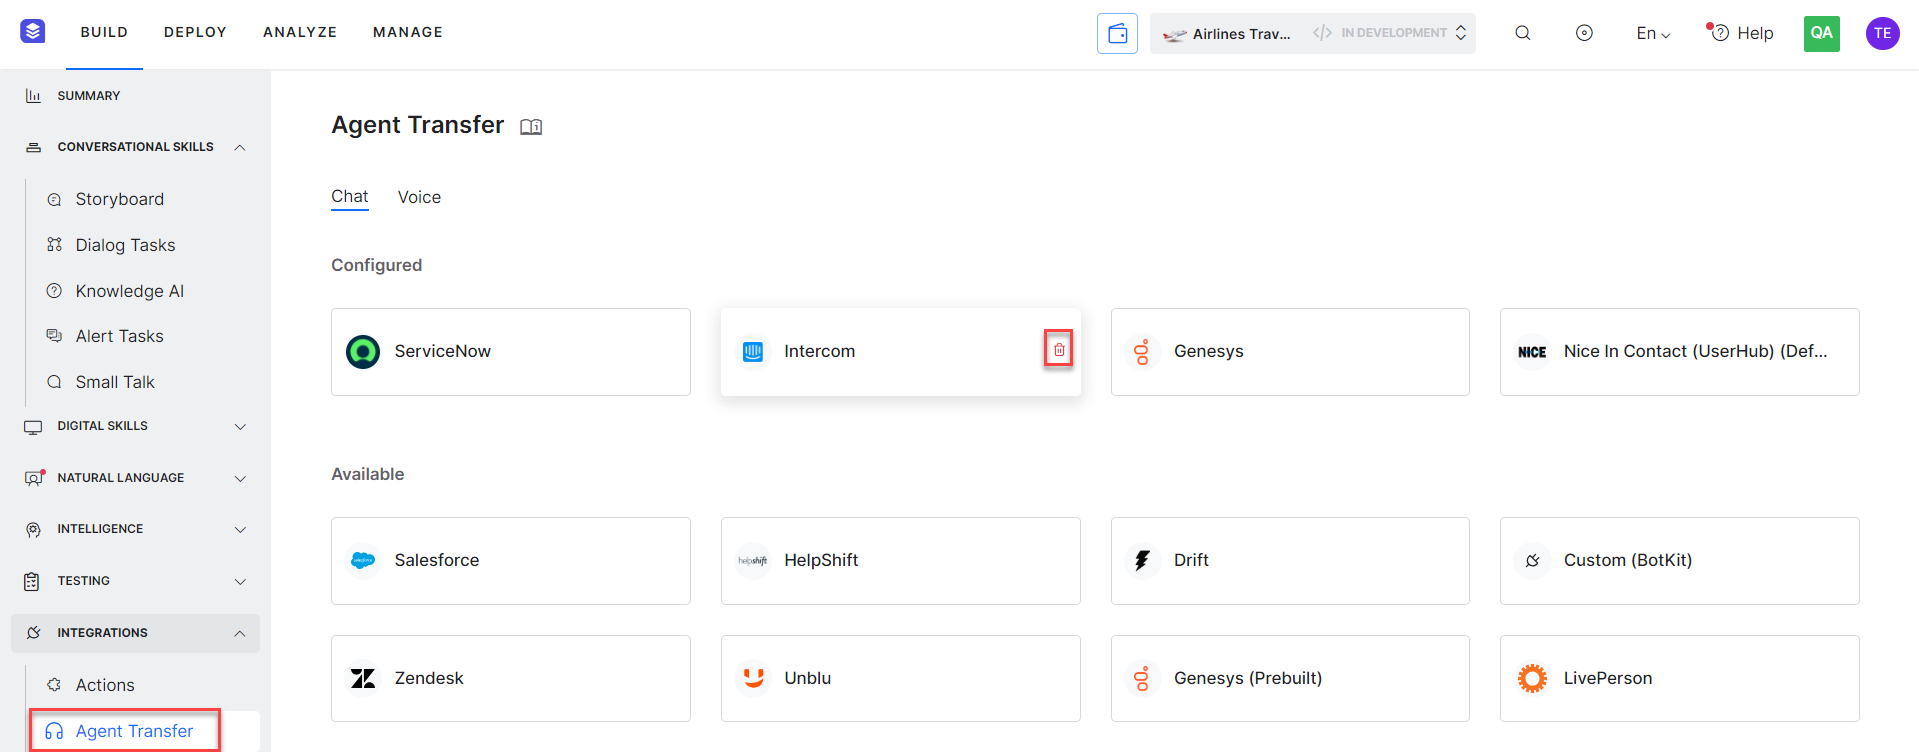 BUILD DEPLOY ANALYZE MANAGE
Airlines Trav... </> IN DEVELOPMENT
En Help QA TE
SUMMARY
CONVERSATIONAL SKILLS
Storyboard
Dialog Tasks
Knowledge AI
Alert Tasks
Small Talk
DIGITAL SKILLS
NATURAL LANGUAGE
INTELLIGENCE
TESTING
INTEGRATIONS
Actions
Agent Transfer
Agent Transfer
Chat Voice
Configured
ServiceNow
Intercom
Genesys
NICE Nice In Contact (UserHub) (Def...
Available
salesforce Salesforce
helpshift HelpShift
Drift
Custom (BotKit)
Zendesk
Unblu
Genesys (Prebuilt)
LivePerson